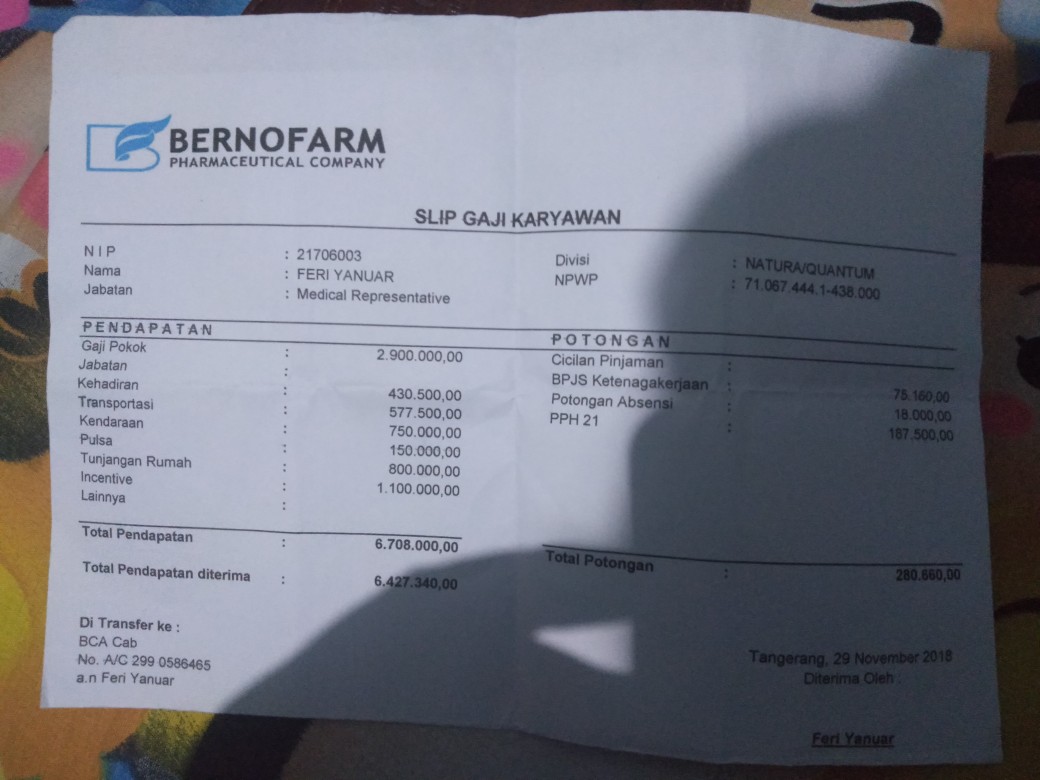 BERNOFARM
PHARMACEUTICAL COMPANY
SLIP GAJI KARYAWAN
N I P : 21706003
Nama : FERI YANUAR
Jabatan : Medical Representative
Divisi : NATURA/QUANTUM
NPWP : 71.067.444.1-438.000
PENDAPATAN
Gaji Pokok : 2.900.000,00
Jabatan :
Kehadiran : 430.500,00
Transportasi : 577.500,00
Kendaraan : 750.000,00
Pulsa : 150.000,00
Tunjangan Rumah : 800.000,00
Incentive : 1.100.000,00
Lainnya :
Total Pendapatan : 6.708.000,00
Total Pendapatan diterima : 6.427.340,00
POTONGAN
Cicilan Pinjaman :
BPJS Ketenagakerjaan : 75.160,00
Potongan Absensi : 18.000,00
PPH 21 : 187.500,00
Total Potongan : 280.660,00
Di Transfer ke :
BCA Cab
No. A/C 299 0586465
a.n Feri Yanuar
Tangerang, 29 November 2018
Diterima Oleh :
Feri Yanuar